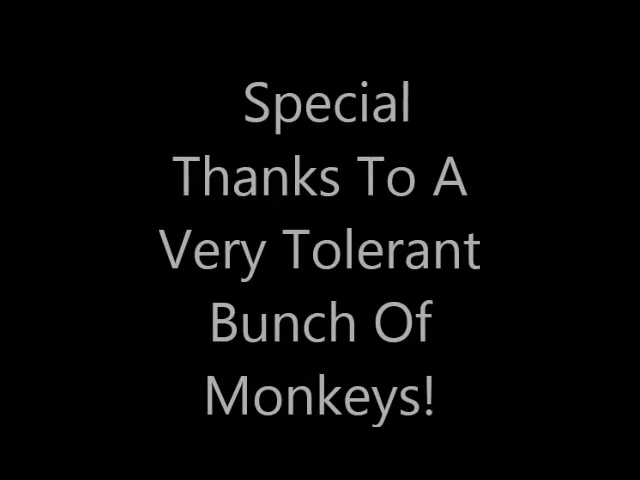 Special
Thanks To A
Very Tolerant
Bunch Of
Monkeys!